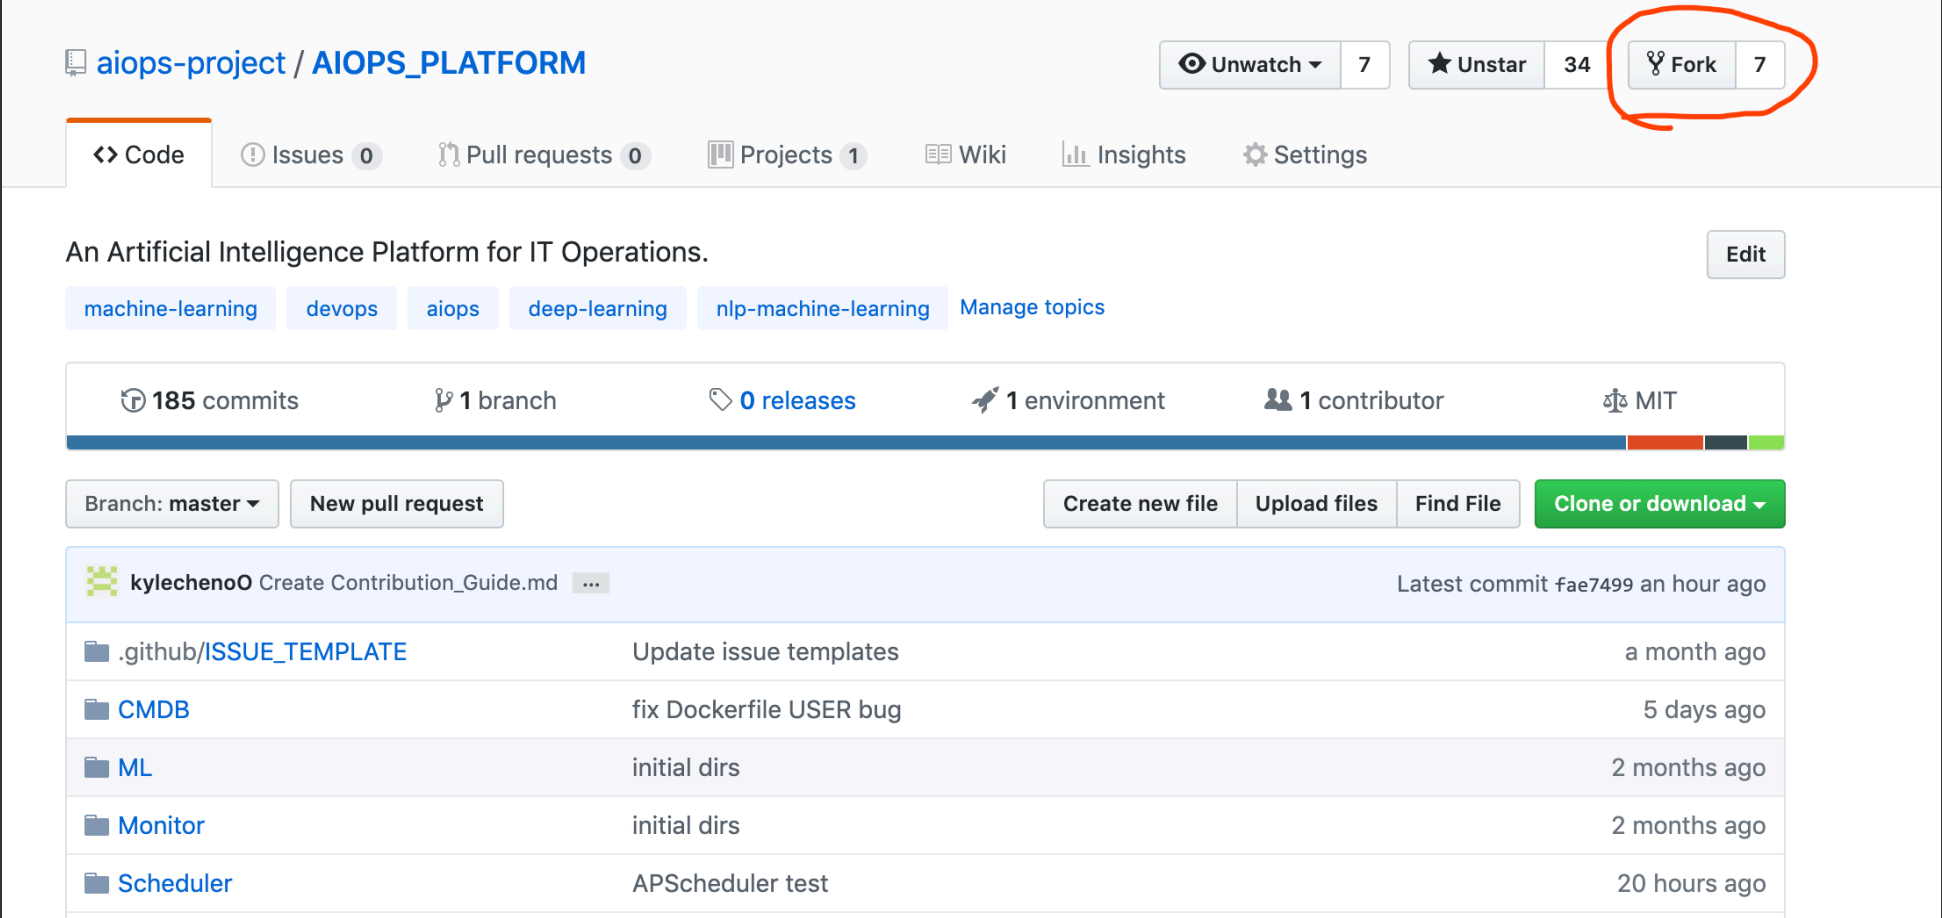 aiops-project / AIOPS_PLATFORM
Unwatch 7 Unstar 34 Fork 7
Code Issues 0 Pull requests 0 Projects 1 Wiki Insights Settings
An Artificial Intelligence Platform for IT Operations.
Edit
machine-learning devops aiops deep-learning nlp-machine-learning Manage topics
185 commits 1 branch 0 releases 1 environment 1 contributor MIT
Branch: master New pull request Create new file Upload files Find File Clone or download
kylechenoO Create Contribution_Guide.md ... Latest commit fae7499 an hour ago
.github/ISSUE_TEMPLATE Update issue templates a month ago
CMDB fix Dockerfile USER bug 5 days ago
ML initial dirs 2 months ago
Monitor initial dirs 2 months ago
Scheduler APScheduler test 20 hours ago